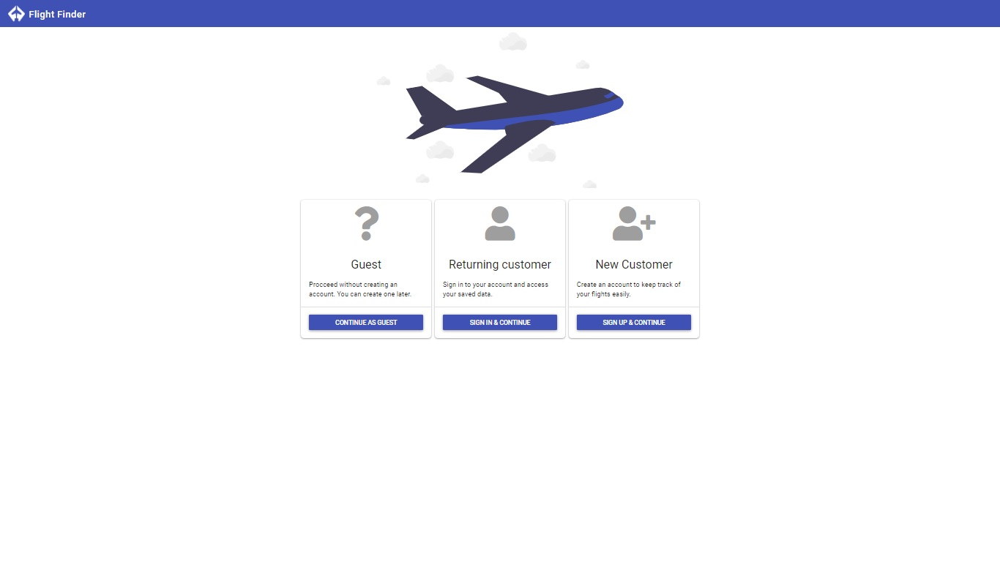 Flight Finder
Guest
Procceed without creating an
account. You can create one later.
CONTINUE AS GUEST
Returning customer
Sign in to your account and access
your saved data.
SIGN IN & CONTINUE
New Customer
Create an account to keep track of
your flights easily.
SIGN UP & CONTINUE